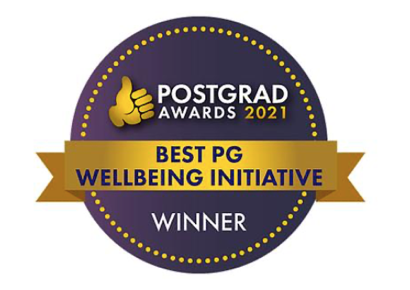 POSTGRAD
AWARDS 2021
BEST PG
WELLBEING INITIATIVE
WINNER